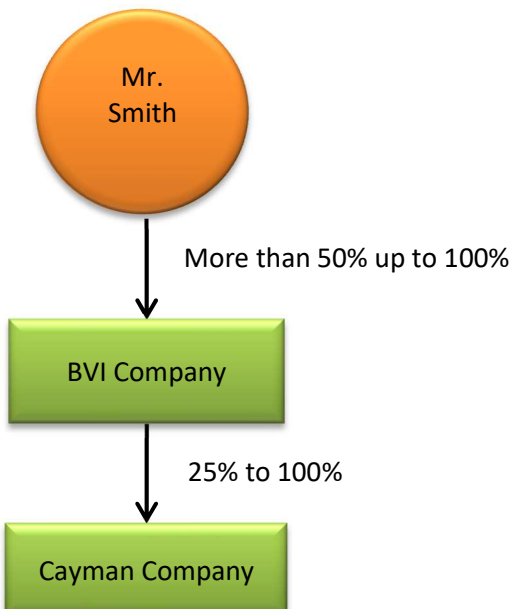 Mr.
Smith
More than 50% up to 100%
BVI Company
25% to 100%
Cayman Company